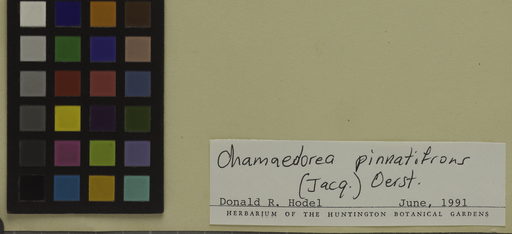 Chamaedorea pinnatifrons
(Jacq.) Oerst.
Donald R. Hodel June, 1991
HERBARIUM OF THE HUNTINGTON BOTANICAL GARDENS